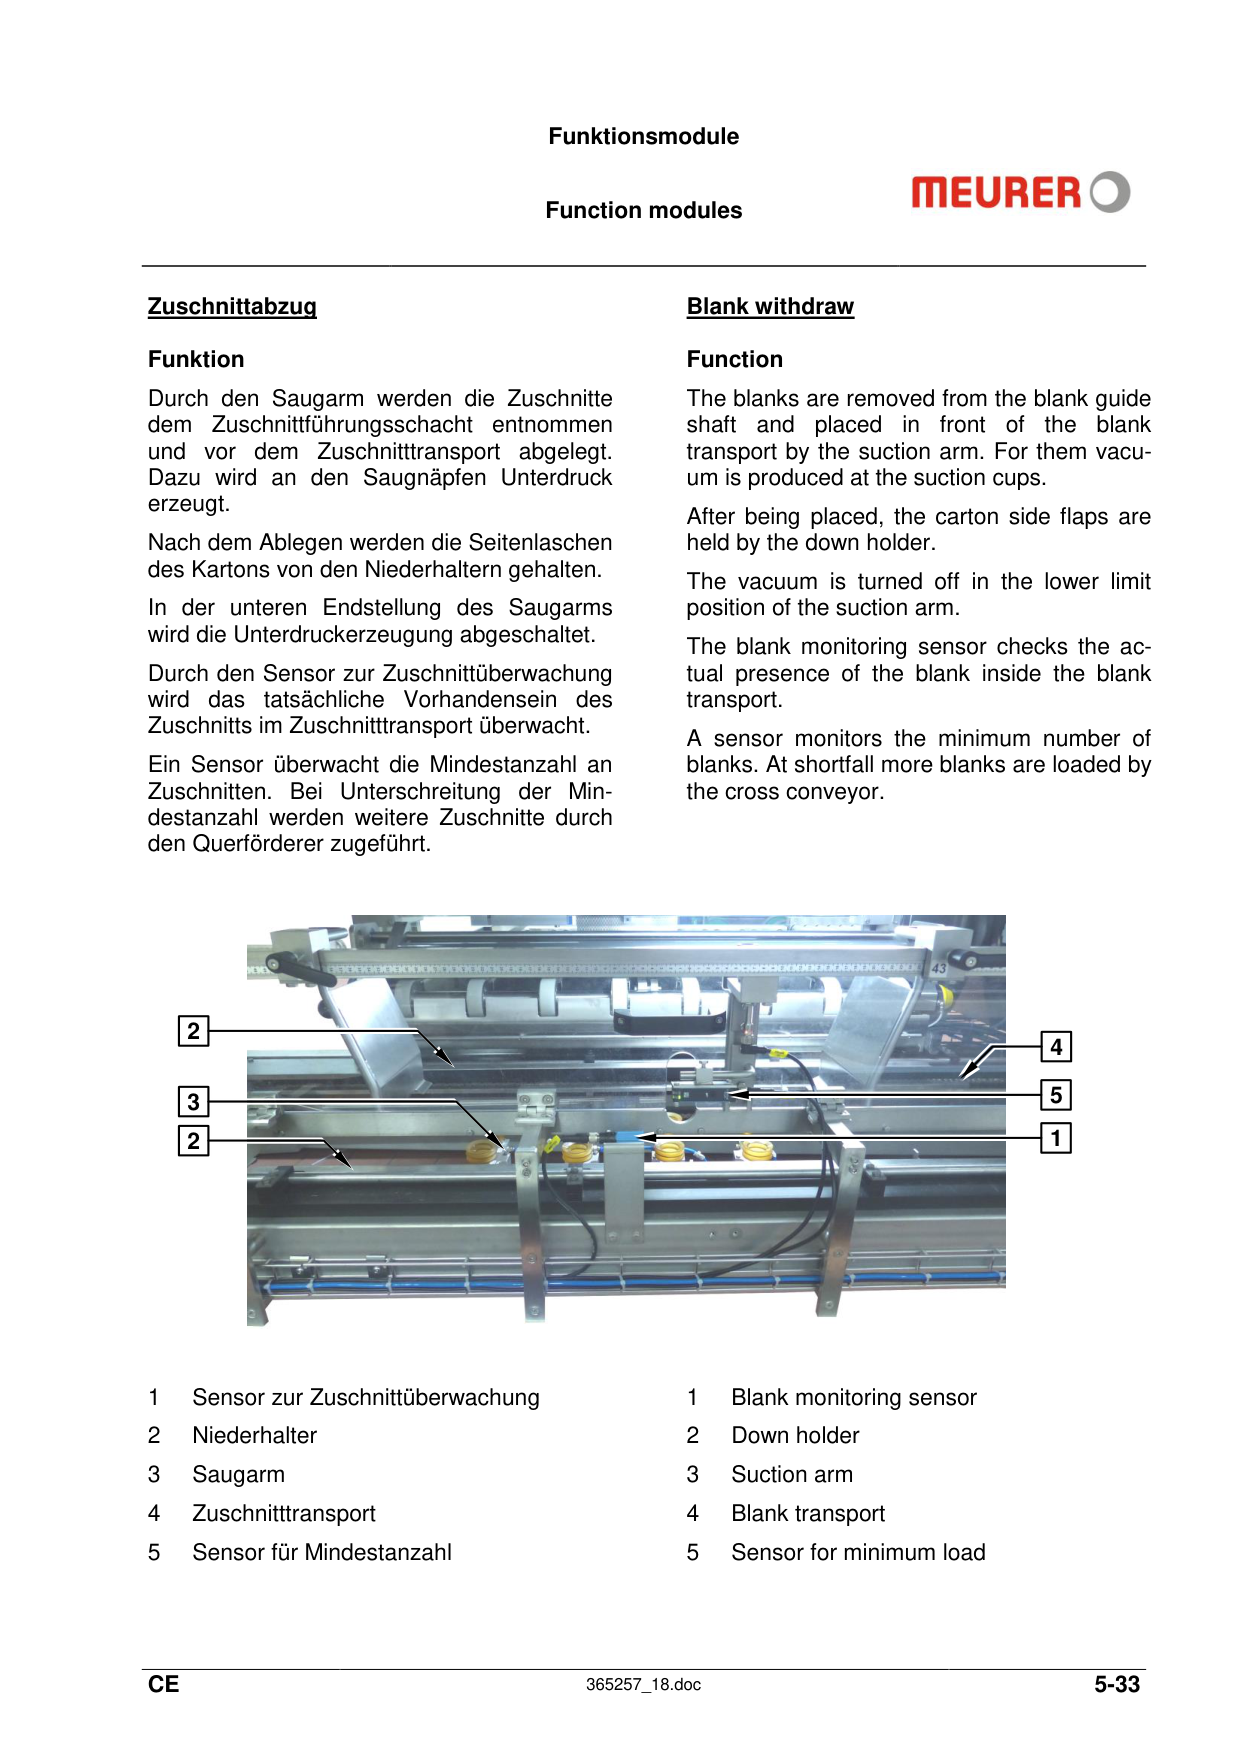 Funktionsmodule
Function modules
MEURER
Zuschnittabzug
Funktion
Durch den Saugarm werden die Zuschnitte
dem Zuschnittführungsschacht entnommen
und vor dem Zuschnitttransport abgelegt.
Dazu wird an den Saugnäpfen Unterdruck
erzeugt.
Nach dem Ablegen werden die Seitenlaschen
des Kartons von den Niederhaltern gehalten.
In der unteren Endstellung des Saugarms
wird die Unterdruckerzeugung abgeschaltet.
Durch den Sensor zur Zuschnittüberwachung
wird das tatsächliche Vorhandensein des
Zuschnitts im Zuschnitttransport überwacht.
Ein Sensor überwacht die Mindestanzahl an
Zuschnitten. Bei Unterschreitung der Min-
destanzahl werden weitere Zuschnitte durch
den Querförderer zugeführt.
Blank withdraw
Function
The blanks are removed from the blank guide
shaft and placed in front of the blank
transport by the suction arm. For them vacu-
um is produced at the suction cups.
After being placed, the carton side flaps are
held by the down holder.
The vacuum is turned off in the lower limit
position of the suction arm.
The blank monitoring sensor checks the ac-
tual presence of the blank inside the blank
transport.
A sensor monitors the minimum number of
blanks. At shortfall more blanks are loaded by
the cross conveyor.
43
2
3
2
4
5
1
1 Sensor zur Zuschnittüberwachung
2 Niederhalter
3 Saugarm
4 Zuschnitttransport
5 Sensor für Mindestanzahl
1 Blank monitoring sensor
2 Down holder
3 Suction arm
4 Blank transport
5 Sensor for minimum load
CE
365257_18.doc
5-33